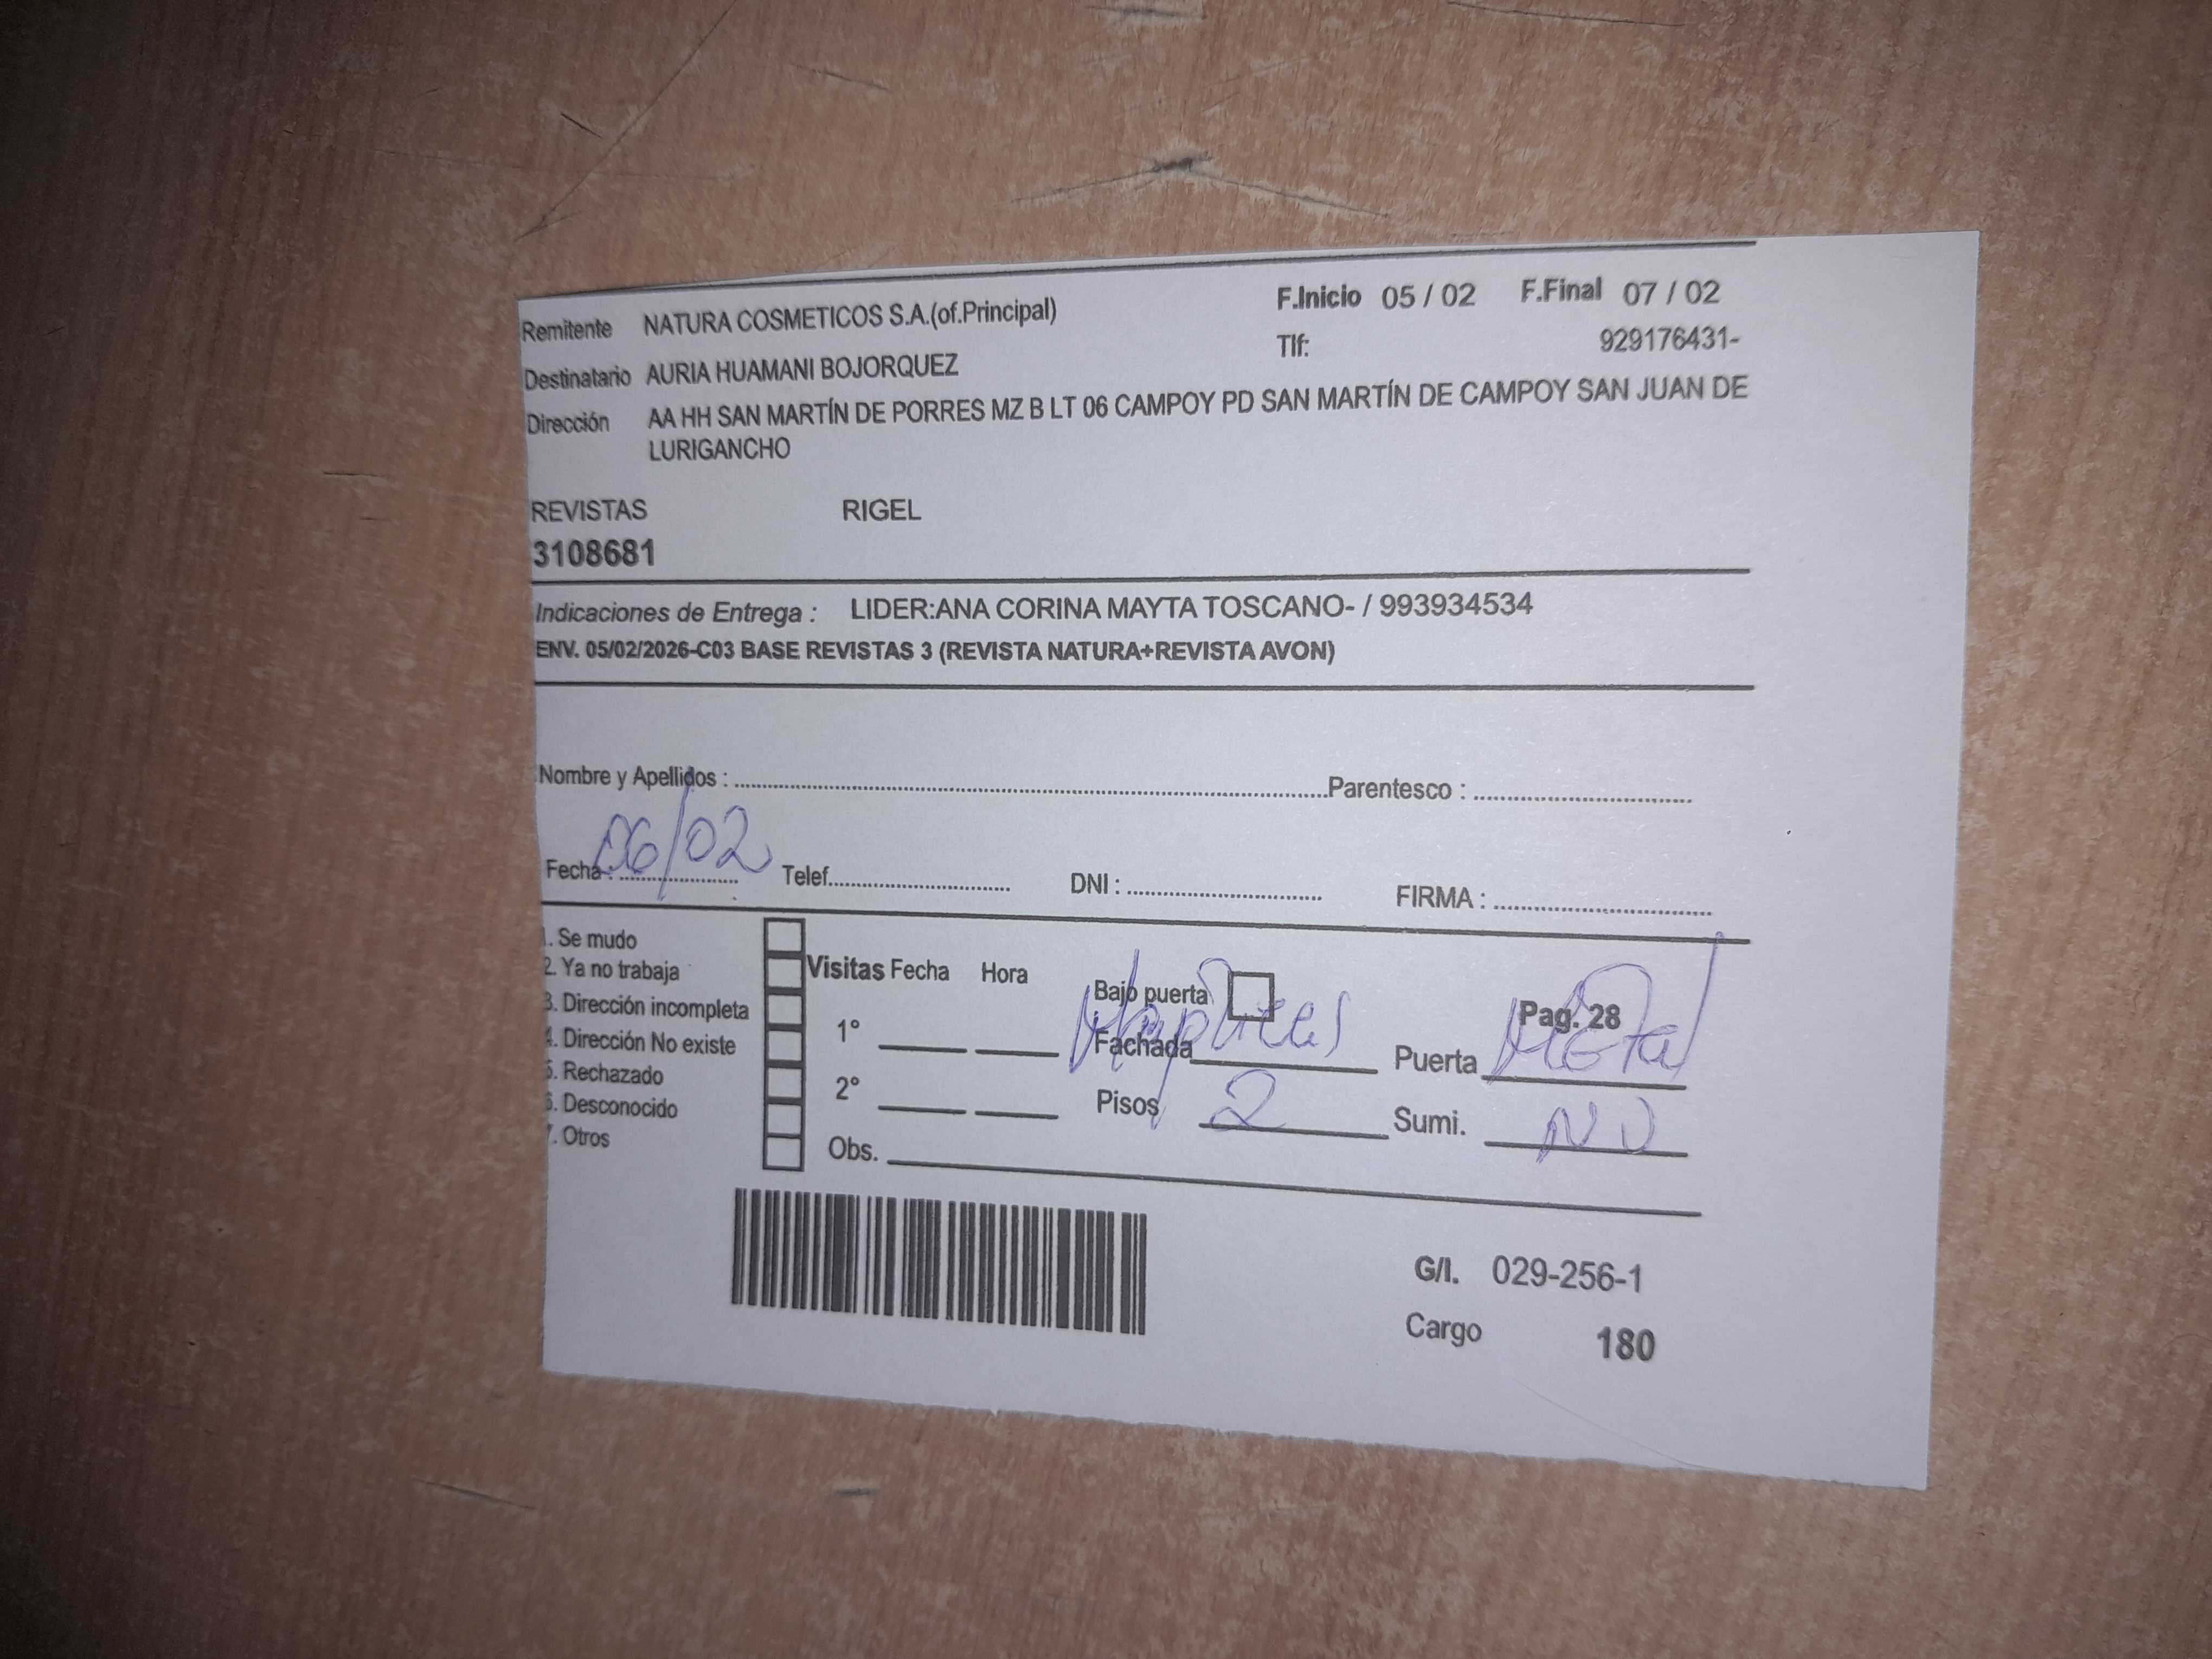 Remitente NATURA COSMETICOS S.A.(of.Principal) F.Inicio 05 / 02 F.Final 07 / 02
Tlf: 929176431-
Destinatario AURIA HUAMANI BOJORQUEZ
Dirección AA HH SAN MARTÍN DE PORRES MZ B LT 06 CAMPOY PD SAN MARTÍN DE CAMPOY SAN JUAN DE
LURIGANCHO
REVISTAS RIGEL
3108681
Indicaciones de Entrega : LIDER:ANA CORINA MAYTA TOSCANO- / 993934534
ENV. 05/02/2026-C03 BASE REVISTAS 3 (REVISTA NATURA+REVISTA AVON)
Nombre y Apellidos : Parentesco :
Fecha : 06/02 Telef. DNI : FIRMA :
1. Se mudo
2. Ya no trabaja
3. Dirección incompleta
4. Dirección No existe
5. Rechazado
6. Desconocido
7. Otros
Visitas Fecha Hora
1°
2°
Obs.
Bajo puerta Pag. 28
Fachada Puerta Metal
Pisos 2 Sumi. NO
G/I. 029-256-1
Cargo 180